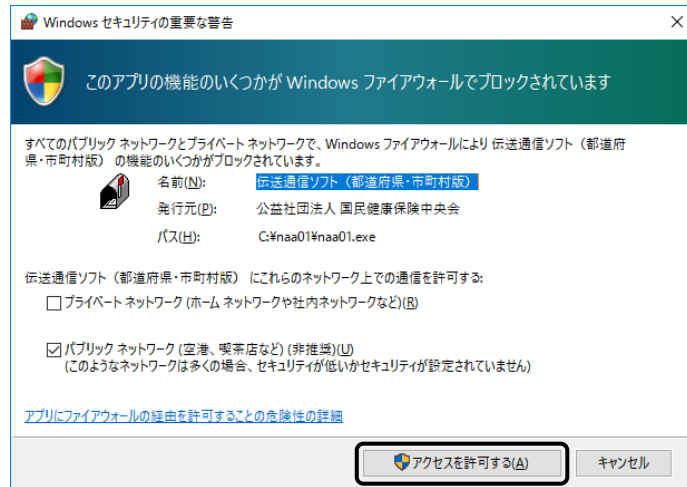 Windows セキュリティの重要な警告
このアプリの機能のいくつかが Windows ファイアウォールでブロックされています
すべてのパブリック ネットワークとプライベート ネットワークで、Windows ファイアウォールにより 伝送通信ソフト（都道府
県・市町村版） の機能のいくつかがブロックされています。
名前(N): 伝送通信ソフト（都道府県・市町村版）
発行元(P): 公益社団法人 国民健康保険中央会
パス(H): C:¥naa01¥naa01.exe
伝送通信ソフト（都道府県・市町村版） にこれらのネットワーク上での通信を許可する:
プライベート ネットワーク (ホーム ネットワークや社内ネットワークなど)(R)
パブリック ネットワーク (空港、喫茶店など) (非推奨)(U)
(このようなネットワークは多くの場合、セキュリティが低いかセキュリティが設定されていません)
アプリにファイアウォールの経由を許可することの危険性の詳細
アクセスを許可する(A) キャンセル